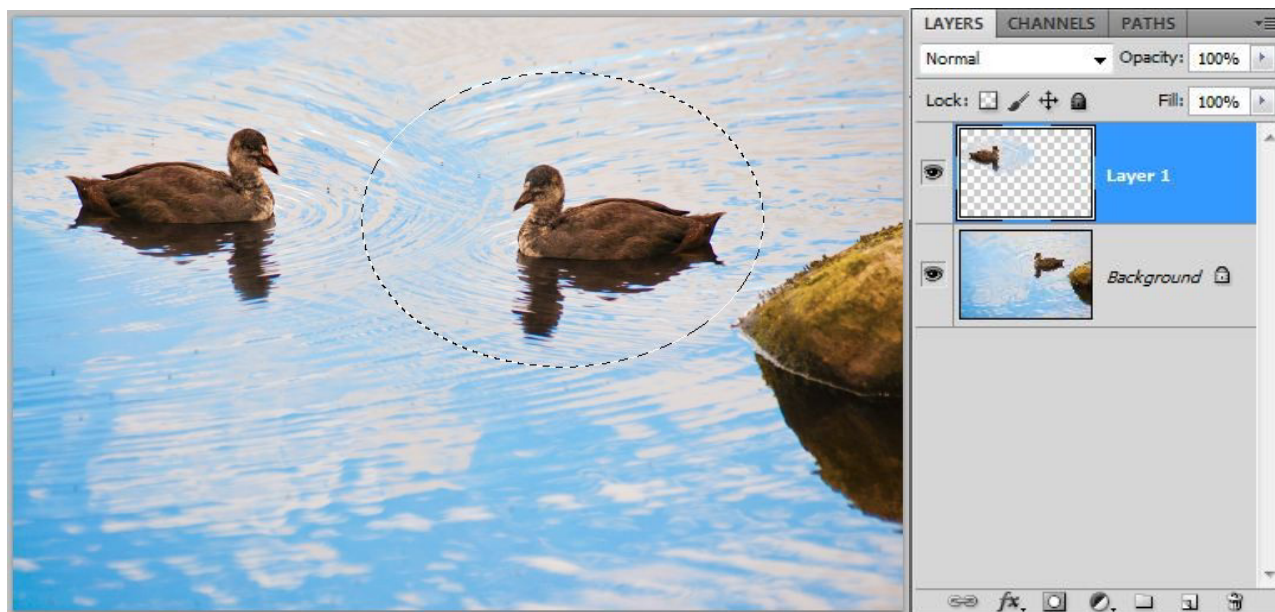 LAYERS CHANNELS PATHS
Normal Opacity: 100%
Lock: Fill: 100%
Layer 1
Background
fx.